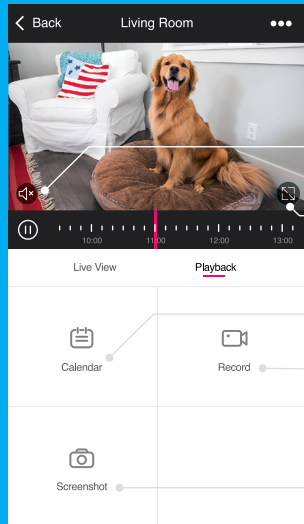 Back Living Room
10:00 11:00 12:00 13:00
Live View Playback
Calendar Record
Screenshot